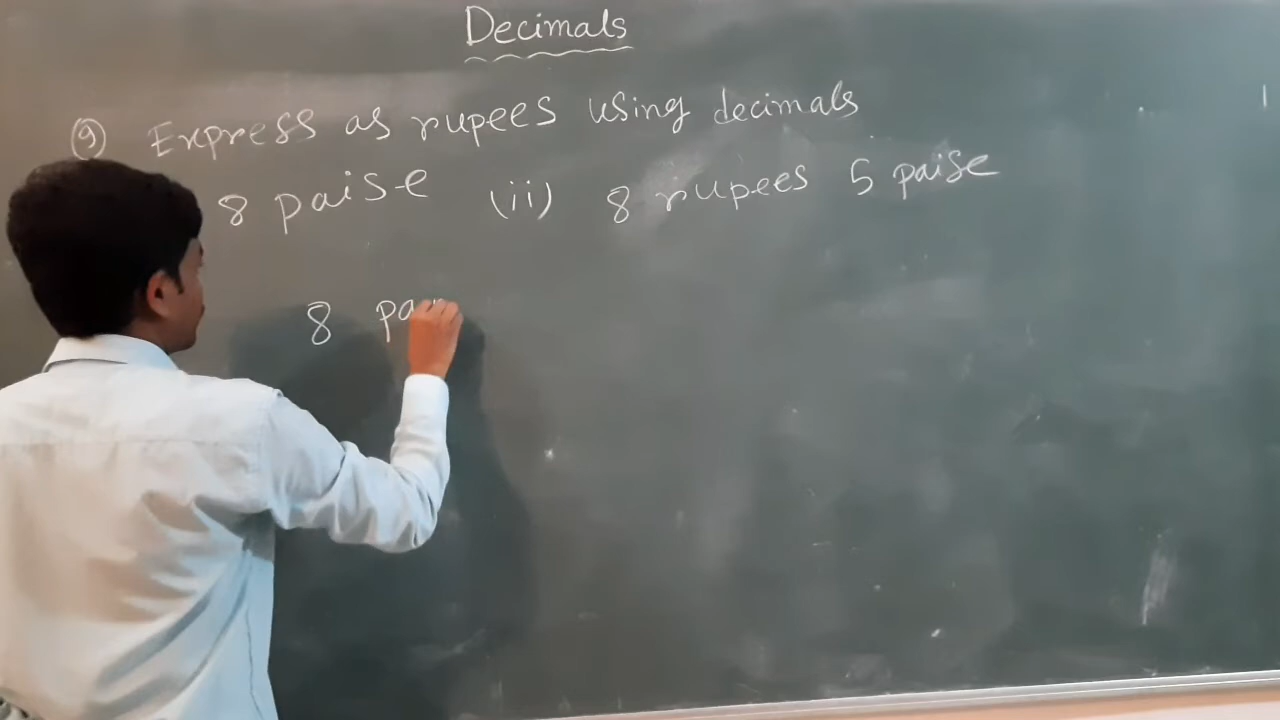 Decimals
9 Express as rupees using decimals
8 paise (ii) 8 rupees 5 paise
8